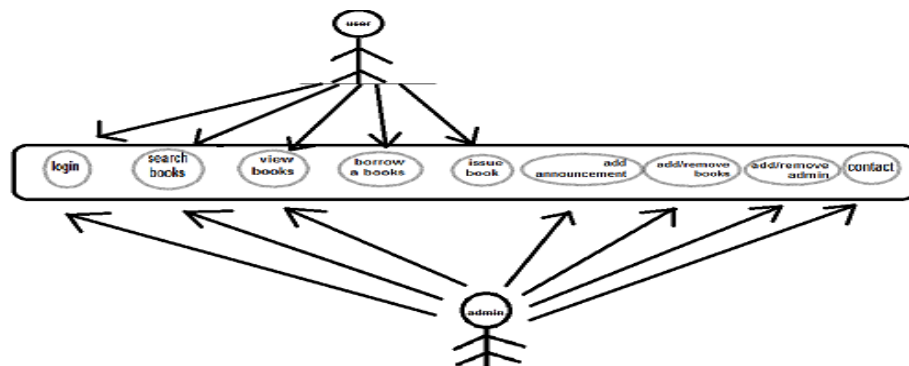 user
login
search
books
view
books
borrow
a books
issue
book
add
announcement
add/remove
books
add/remove
admin
contact
admin